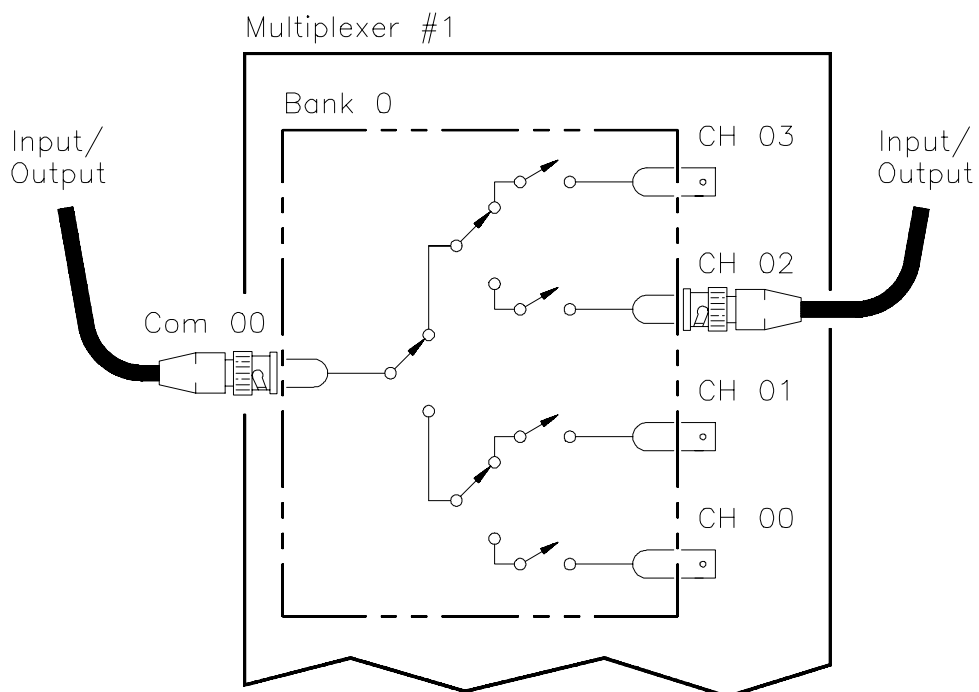 Multiplexer #1
Bank 0
Input/
Output
CH 03
Input/
Output
CH 02
Com 00
CH 01
CH 00